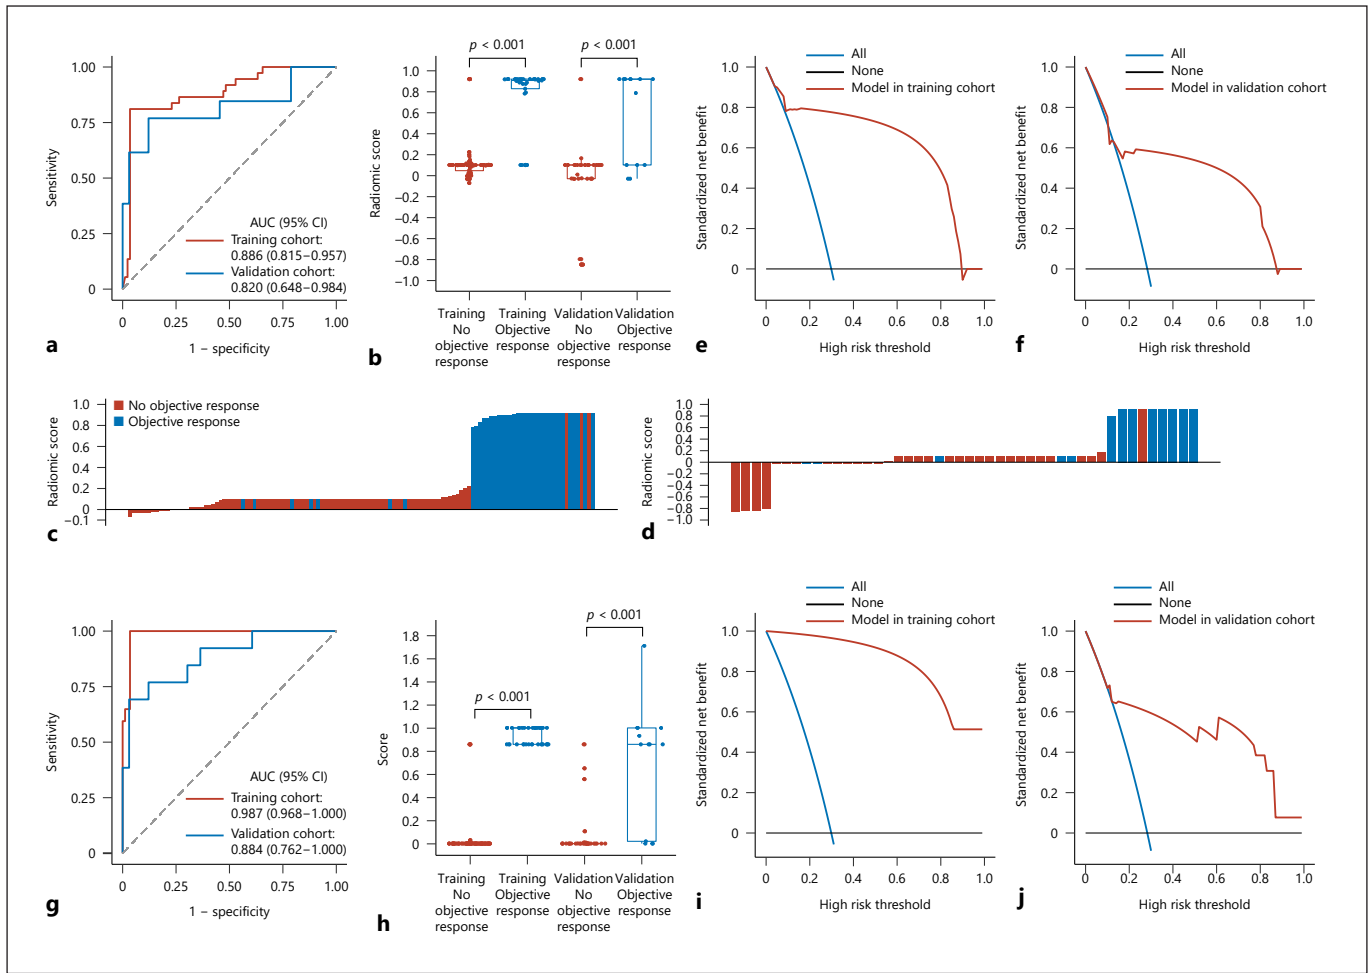 1.00
0.75
0.50
0.25
0
Sensitivity
AUC (95% CI)
Training cohort:
0.886 (0.815–0.957)
Validation cohort:
0.820 (0.648–0.984)
0 0.25 0.50 0.75 1.00
1 – specificity
a
p < 0.001 p < 0.001
1.0
0.8
0.6
0.4
0.2
0
−0.2
−0.4
−0.6
−0.8
−1.0
Radiomic score
Training Training Validation Validation
No Objective No Objective
objective response objective response
response response
b
All
None
Model in training cohort
1.0
0.8
0.6
0.4
0.2
0
Standardized net benefit
0 0.2 0.4 0.6 0.8 1.0
High risk threshold
e
All
None
Model in validation cohort
1.0
0.8
0.6
0.4
0.2
0
Standardized net benefit
0 0.2 0.4 0.6 0.8 1.0
High risk threshold
f
No objective response
Objective response
1.0
0.8
0.6
0.4
0.2
0
−0.1
Radiomic score
c
1.0
0.8
0.6
0.4
0.2
0
−0.2
−0.4
−0.6
−0.8
−1.0
Radiomic score
d
1.00
0.75
0.50
0.25
0
Sensitivity
AUC (95% CI)
Training cohort:
0.987 (0.968–1.000)
Validation cohort:
0.884 (0.762–1.000)
0 0.25 0.50 0.75 1.00
1 – specificity
g
p < 0.001
p < 0.001
1.8
1.6
1.4
1.2
1.0
0.8
0.6
0.4
0.2
0
Score
Training Training Validation Validation
No Objective No Objective
objective response objective response
response response
h
All
None
Model in training cohort
1.0
0.8
0.6
0.4
0.2
0
Standardized net benefit
0 0.2 0.4 0.6 0.8 1.0
High risk threshold
i
All
None
Model in validation cohort
1.0
0.8
0.6
0.4
0.2
0
Standardized net benefit
0 0.2 0.4 0.6 0.8 1.0
High risk threshold
j